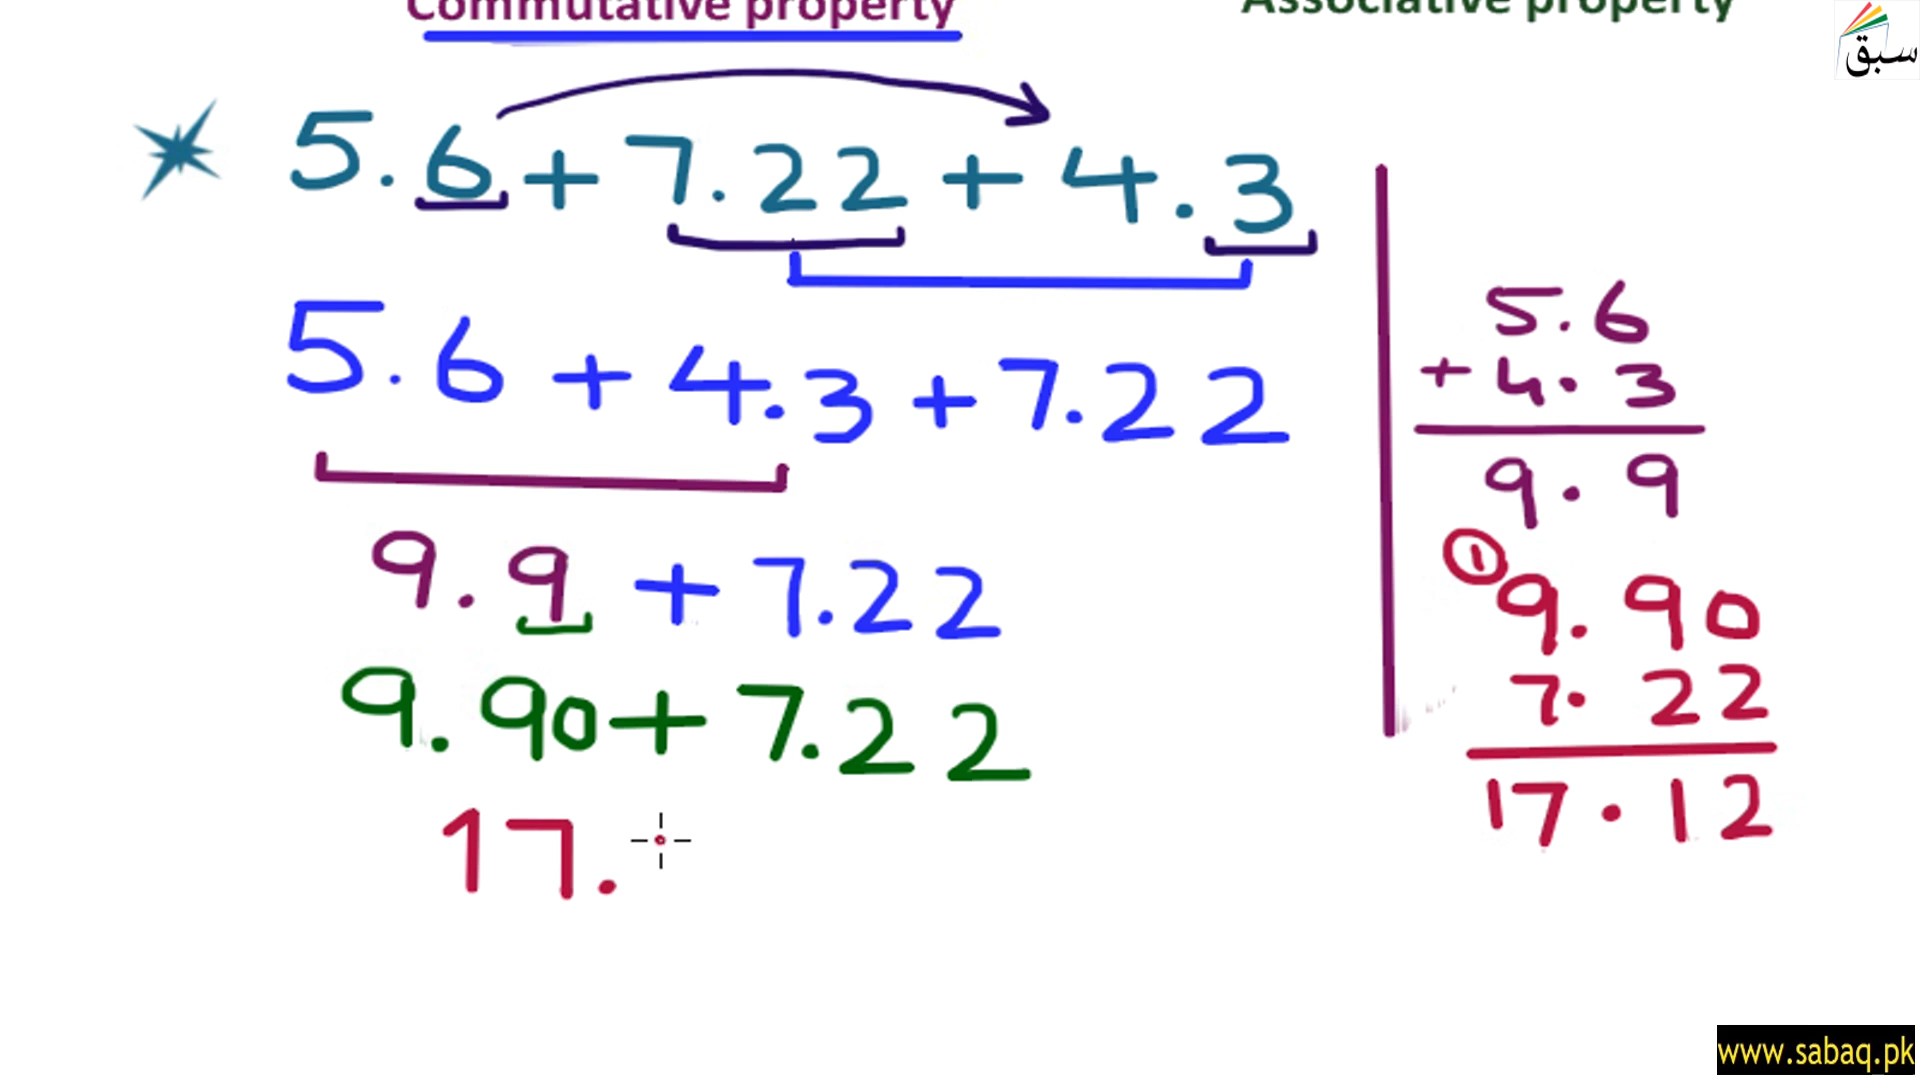 Commutative property
Associative property
سبق
5.6 + 7.22 + 4.3
5.6 + 4.3 + 7.22
9.9 + 7.22
9.90 + 7.22
17.
5.6
+ 4.3
9.9
1
9.90
7.22
17.12
www.sabaq.pk